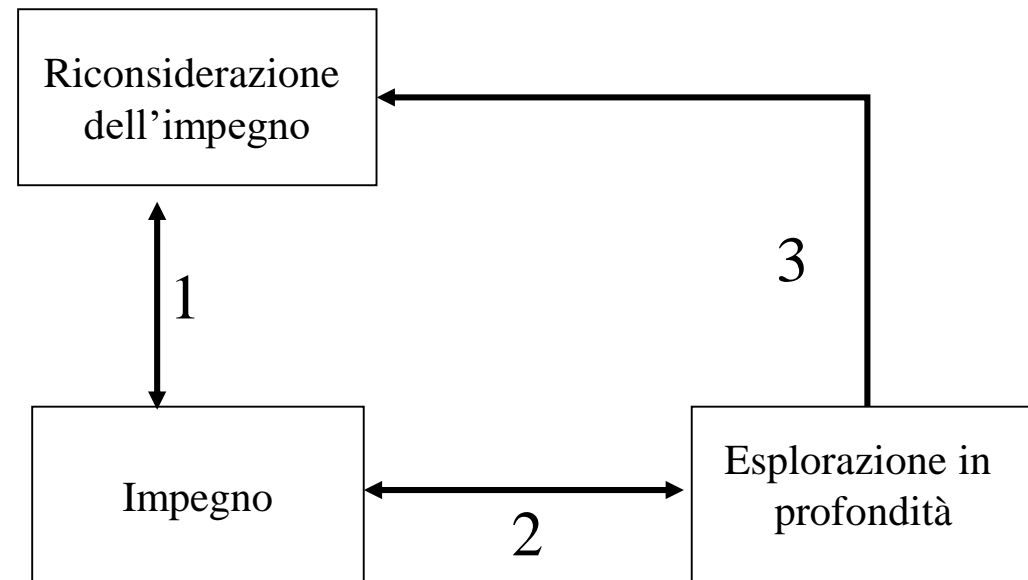 Riconsiderazione
dell’impegno
3
1
Impegno
2
Esplorazione in
profondità